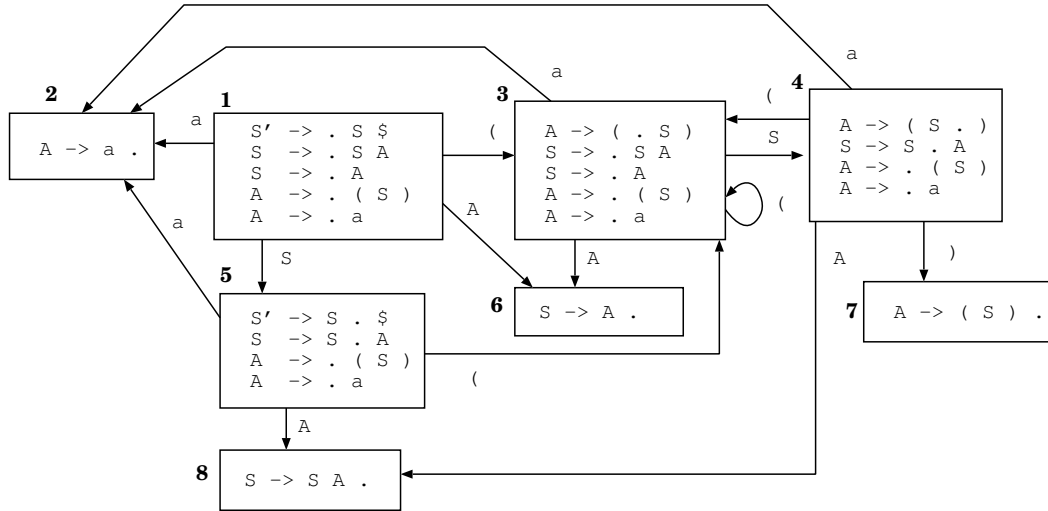 a
2
1
3
4
a
a
(
(
S
A -> a .
S' -> . S $
S -> . S A
S -> . A
A -> . ( S )
A -> . a
A -> ( . S )
S -> . S A
S -> . A
A -> . ( S )
A -> . a
A -> ( S . )
S -> S . A
A -> . ( S )
A -> . a
a
A
(
S
A
A
)
5
6
7
S' -> S . $
S -> S . A
A -> . ( S )
A -> . a
S -> A .
A -> ( S ) .
(
A
8
S -> S A .